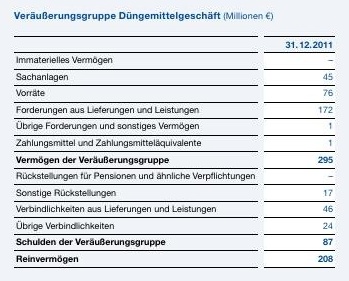 Veräußerungsgruppe Düngemittelgeschäft (Millionen €)
31.12.2011
Immaterielles Vermögen –
Sachanlagen 45
Vorräte 76
Forderungen aus Lieferungen und Leistungen 172
Übrige Forderungen und sonstiges Vermögen 1
Zahlungsmittel und Zahlungsmitteläquivalente 1
Vermögen der Veräußerungsgruppe 295
Rückstellungen für Pensionen und ähnliche Verpflichtungen –
Sonstige Rückstellungen 17
Verbindlichkeiten aus Lieferungen und Leistungen 46
Übrige Verbindlichkeiten 24
Schulden der Veräußerungsgruppe 87
Reinvermögen 208